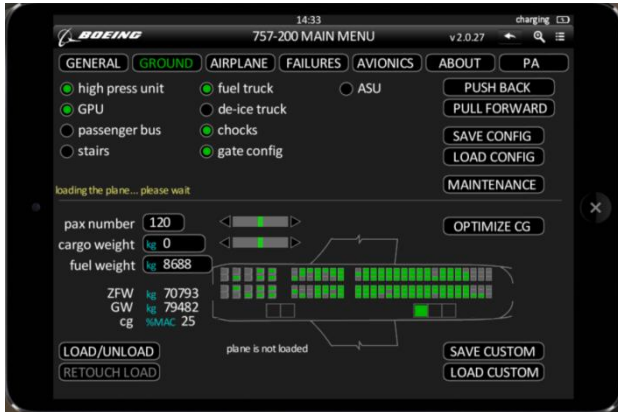 14:33
charging
BOEING 757-200 MAIN MENU v 2.0.27
GENERAL GROUND AIRPLANE FAILURES AVIONICS ABOUT PA
high press unit fuel truck ASU PUSH BACK
GPU de-ice truck PULL FORWARD
passenger bus chocks SAVE CONFIG
stairs gate config LOAD CONFIG
loading the plane... please wait MAINTENANCE
pax number 120 OPTIMIZE CG
cargo weight kg 0
fuel weight kg 8688
ZFW kg 70793
GW kg 79482
cg %MAC 25
LOAD/UNLOAD plane is not loaded SAVE CUSTOM
RETOUCH LOAD LOAD CUSTOM